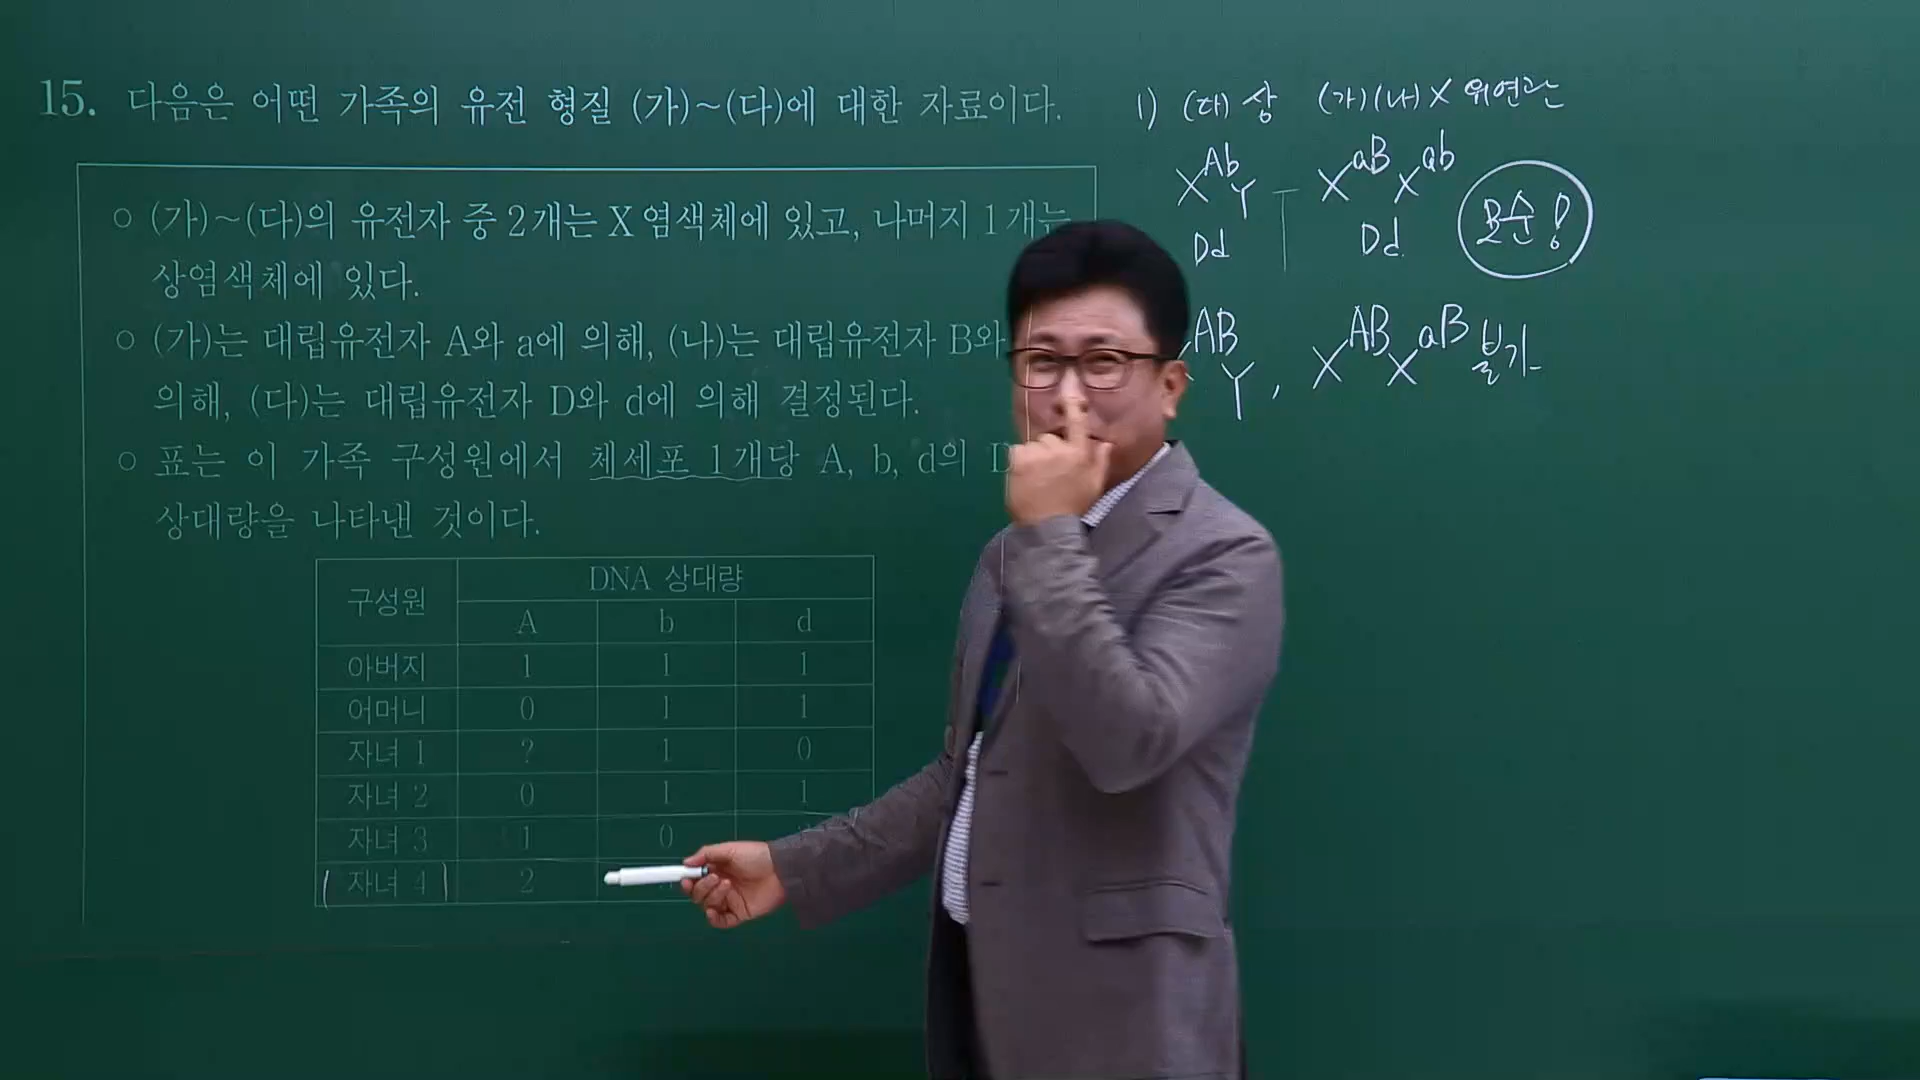 15. 다음은 어떤 가족의 유전 형질 (가)~(다)에 대한 자료이다.
○ (가)~(다)의 유전자 중 2개는 X 염색체에 있고, 나머지 1개는
상염색체에 있다.
○ (가)는 대립유전자 A와 a에 의해, (나)는 대립유전자 B와
의해, (다)는 대립유전자 D와 d에 의해 결정된다.
○ 표는 이 가족 구성원에서 체세포 1개당 A, b, d의 D
상대량을 나타낸 것이다.
구성원 DNA 상대량
A b d
아버지 1 1 1
어머니 0 1 1
자녀 1 ? 1 0
자녀 2 0 1 1
자녀 3 1 0
자녀 4 2
1) (다) 상 (가)(나) X 위연관
X^Ab Y X^aB X^ab 모순!
Dd Dd
AB Y, X^AB X^aB 불가